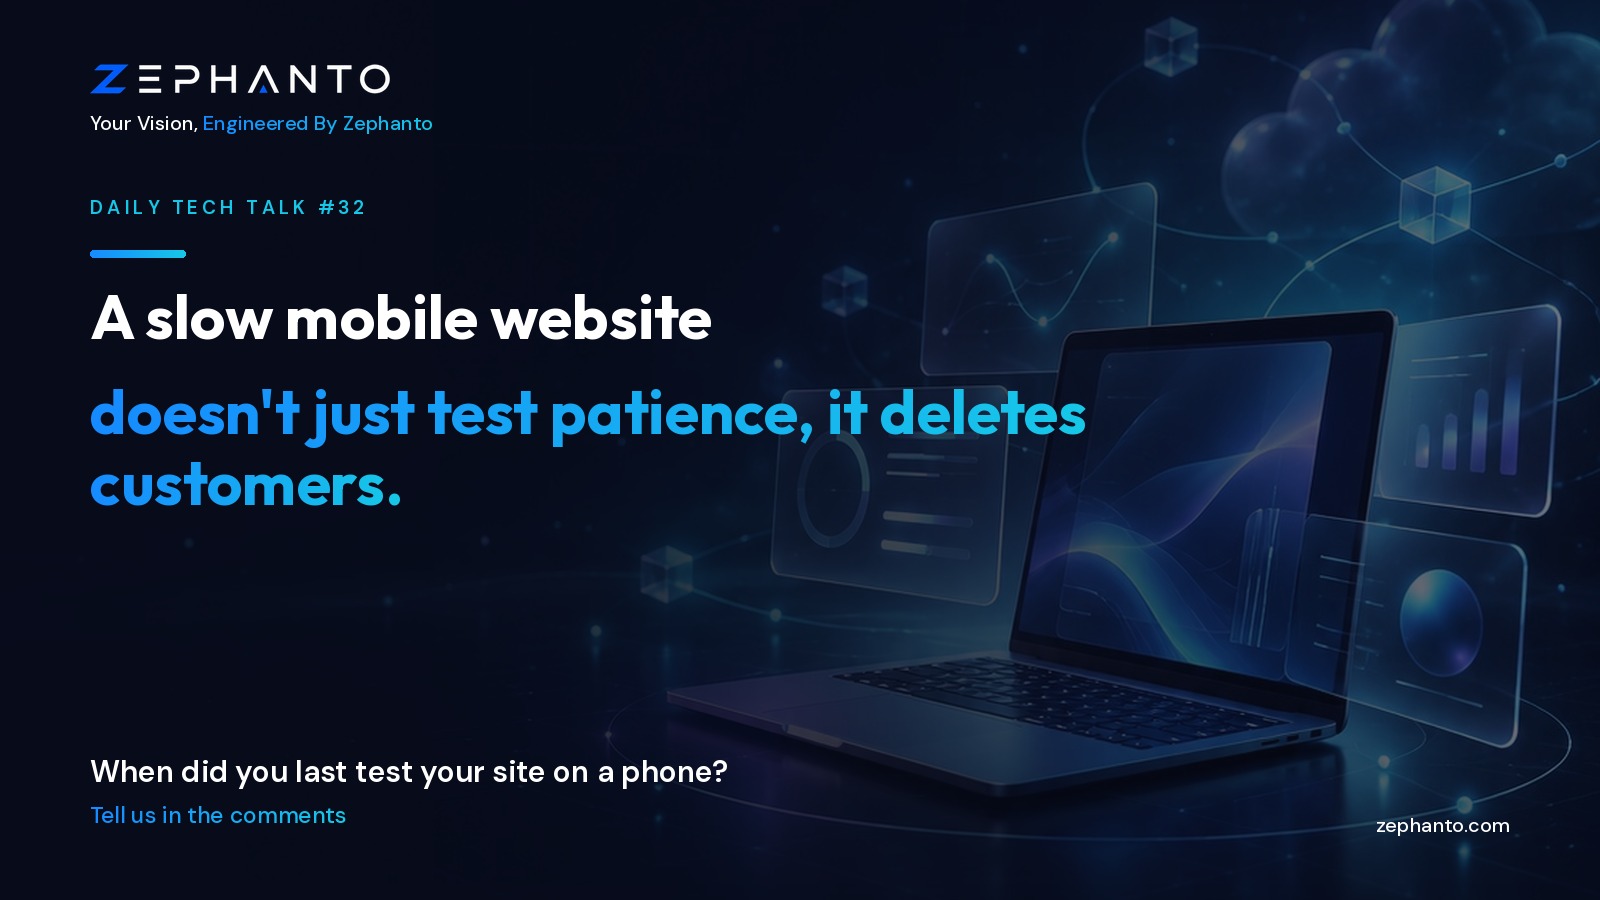 ZEPHANTO
Your Vision, Engineered By Zephanto
DAILY TECH TALK #32
A slow mobile website
doesn't just test patience, it deletes
customers.
When did you last test your site on a phone?
Tell us in the comments
zephanto.com